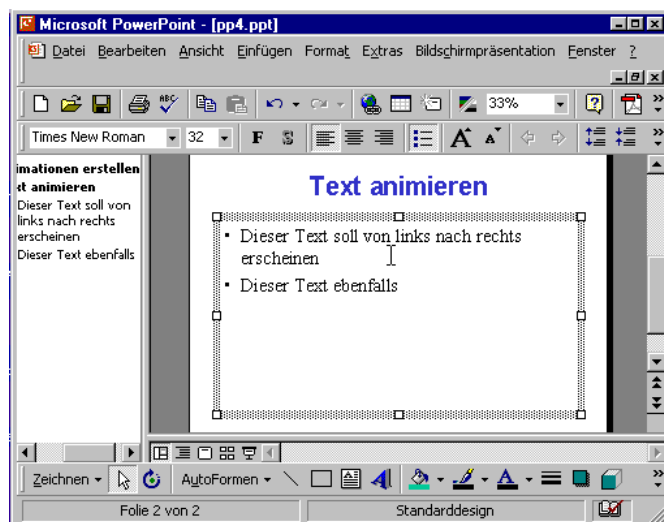 Microsoft PowerPoint - [pp4.ppt]
Datei Bearbeiten Ansicht Einfügen Format Extras Bildschirmpräsentation Fenster ?
ABC
33%
Times New Roman 32 F S A A
imationen erstellen
xt animieren
Dieser Text soll von
links nach rechts
erscheinen
Dieser Text ebenfalls
Text animieren
• Dieser Text soll von links nach rechts
erscheinen
• Dieser Text ebenfalls
Zeichnen AutoFormen
Folie 2 von 2 Standarddesign